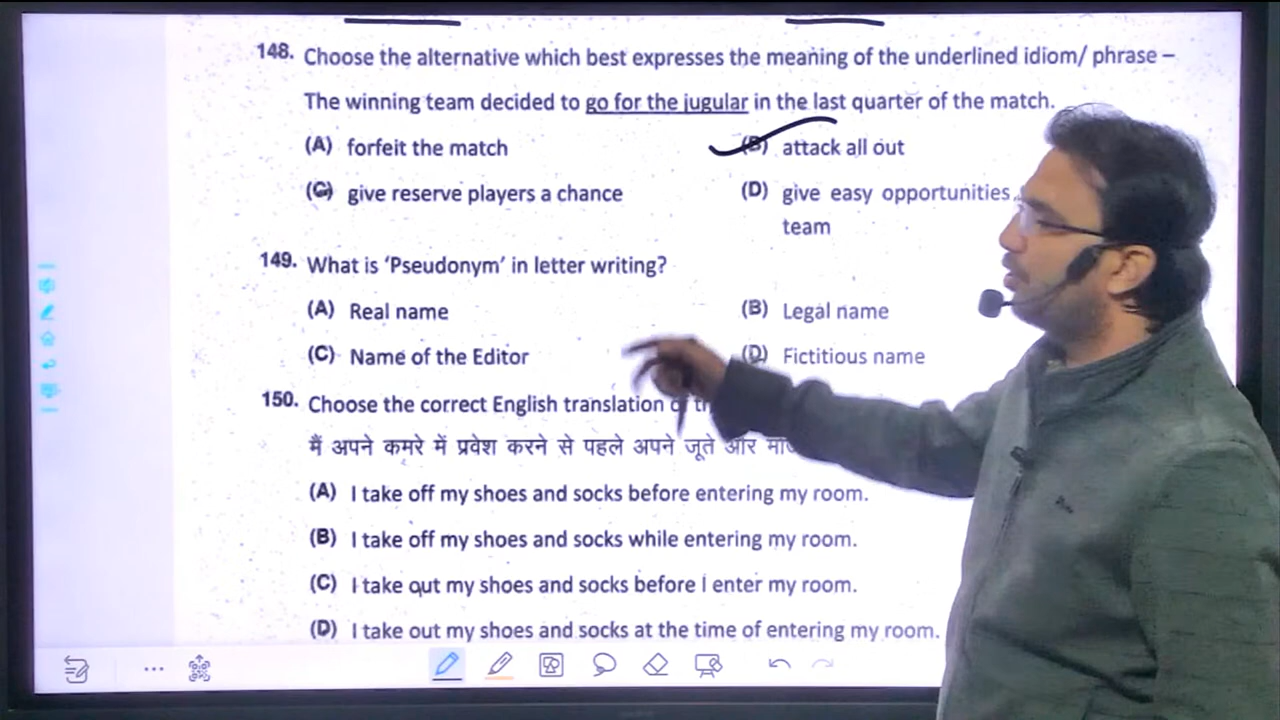 148. Choose the alternative which best expresses the meaning of the underlined idiom/ phrase –
The winning team decided to go for the jugular in the last quarter of the match.
(A) forfeit the match (B) attack all out
(C) give reserve players a chance (D) give easy opportunities
team
149. What is ‘Pseudonym’ in letter writing?
(A) Real name (B) Legal name
(C) Name of the Editor (D) Fictitious name
150. Choose the correct English translation
मैं अपने कमरे में प्रवेश करने से पहले अपने जूते और
(A) I take off my shoes and socks before entering my room.
(B) I take off my shoes and socks while entering my room.
(C) I take out my shoes and socks before I enter my room.
(D) I take out my shoes and socks at the time of entering my room.